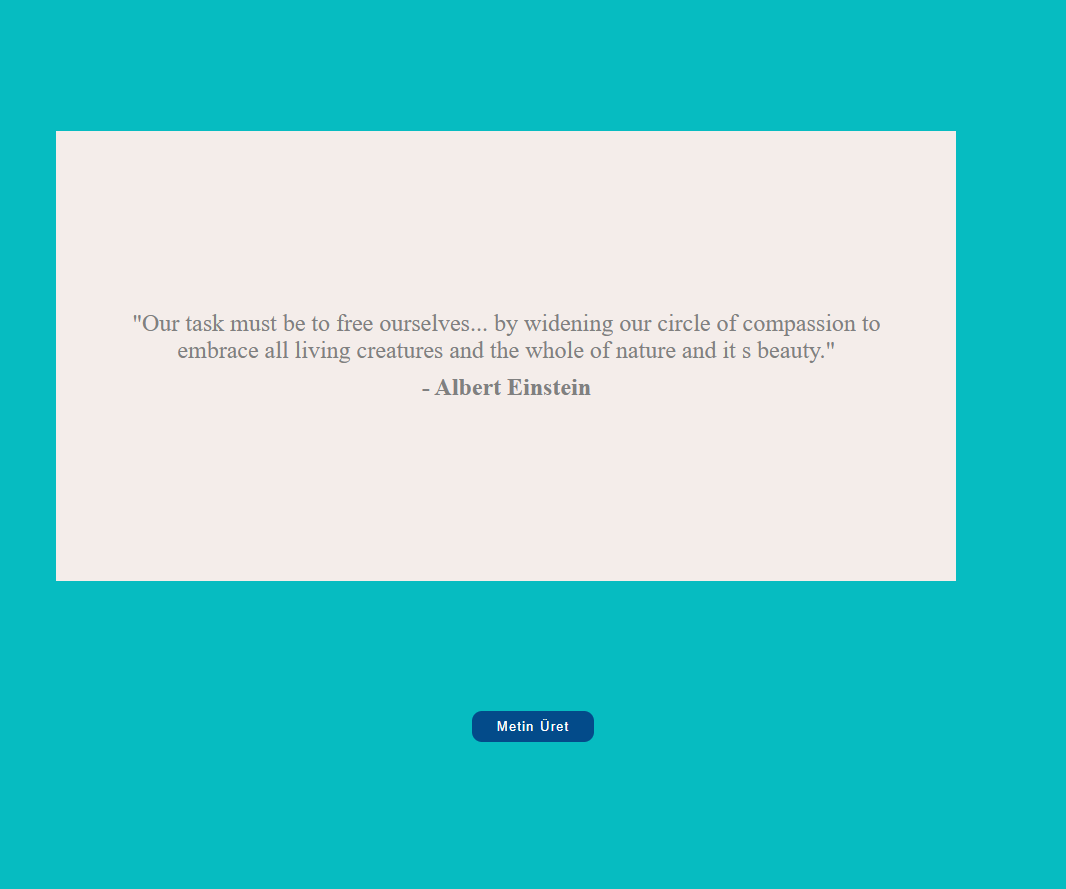 "Our task must be to free ourselves... by widening our circle of compassion to
embrace all living creatures and the whole of nature and it s beauty."
- Albert Einstein
Metin Üret